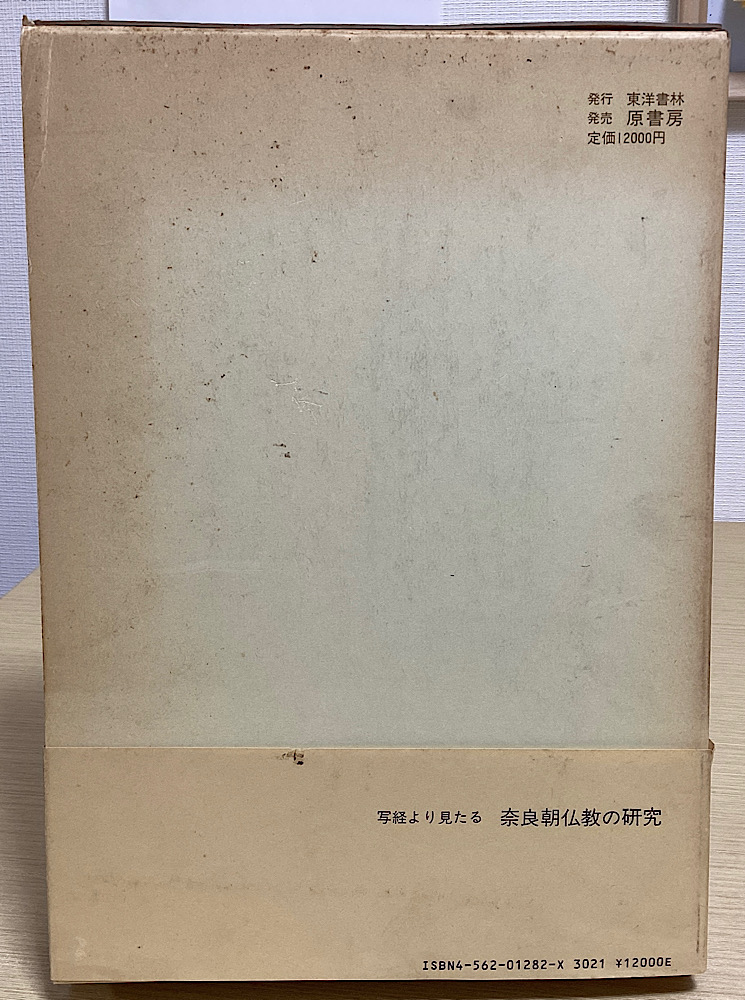 発行 東洋書林
発売 原書房
定価12000円
写経より見たる 奈良朝仏教の研究
ISBN4-562-01282-X 3021 ¥12000E